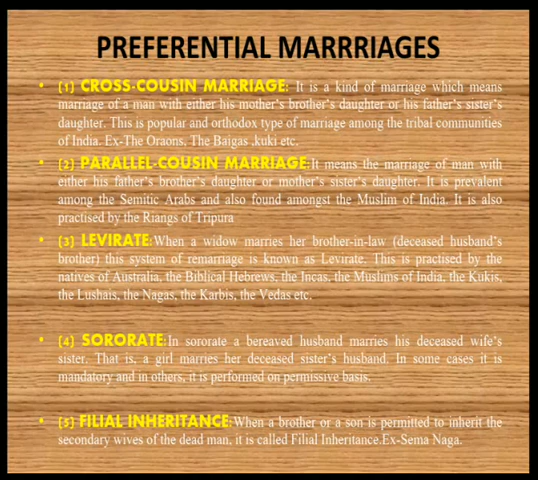 PREFERENTIAL MARRRIAGES
• (1) CROSS-COUSIN MARRIAGE: It is a kind of marriage which means
marriage of a man with either his mother's brother's daughter or his father's sister's
daughter. This is popular and orthodox type of marriage among the tribal communities
of India. Ex-The Oraons, The Baigas ,kuki etc.
• (2) PARALLEL-COUSIN MARRIAGE:It means the marriage of man with
either his father's brother's daughter or mother's sister's daughter. It is prevalent
among the Semitic Arabs and also found amongst the Muslim of India. It is also
practised by the Riangs of Tripura
• (3) LEVIRATE:When a widow marries her brother-in-law (deceased husband's
brother) this system of remarriage is known as Levirate. This is practised by the
natives of Australia, the Biblical Hebrews, the Incas, the Muslims of India, the Kukis,
the Lushais, the Nagas, the Karbis, the Vedas etc.
• (4) SORORATE:In sororate a bereaved husband marries his deceased wife's
sister. That is, a girl marries her deceased sister's husband. In some cases it is
mandatory and in others, it is performed on permissive basis.
• (5) FILIAL INHERITANCE:When a brother or a son is permitted to inherit the
secondary wives of the dead man, it is called Filial Inheritance.Ex-Sema Naga.